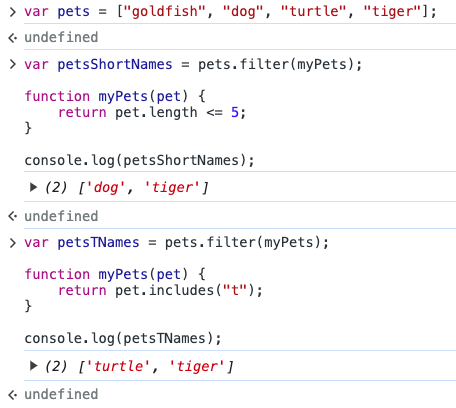 > var pets = ["goldfish", "dog", "turtle", "tiger"];
<· undefined
> var petsShortNames = pets.filter(myPets);
function myPets(pet) {
    return pet.length <= 5;
}
console.log(petsShortNames);
▶ (2) ['dog', 'tiger']
<· undefined
> var petsTNames = pets.filter(myPets);
function myPets(pet) {
    return pet.includes("t");
}
console.log(petsTNames);
▶ (2) ['turtle', 'tiger']
<· undefined